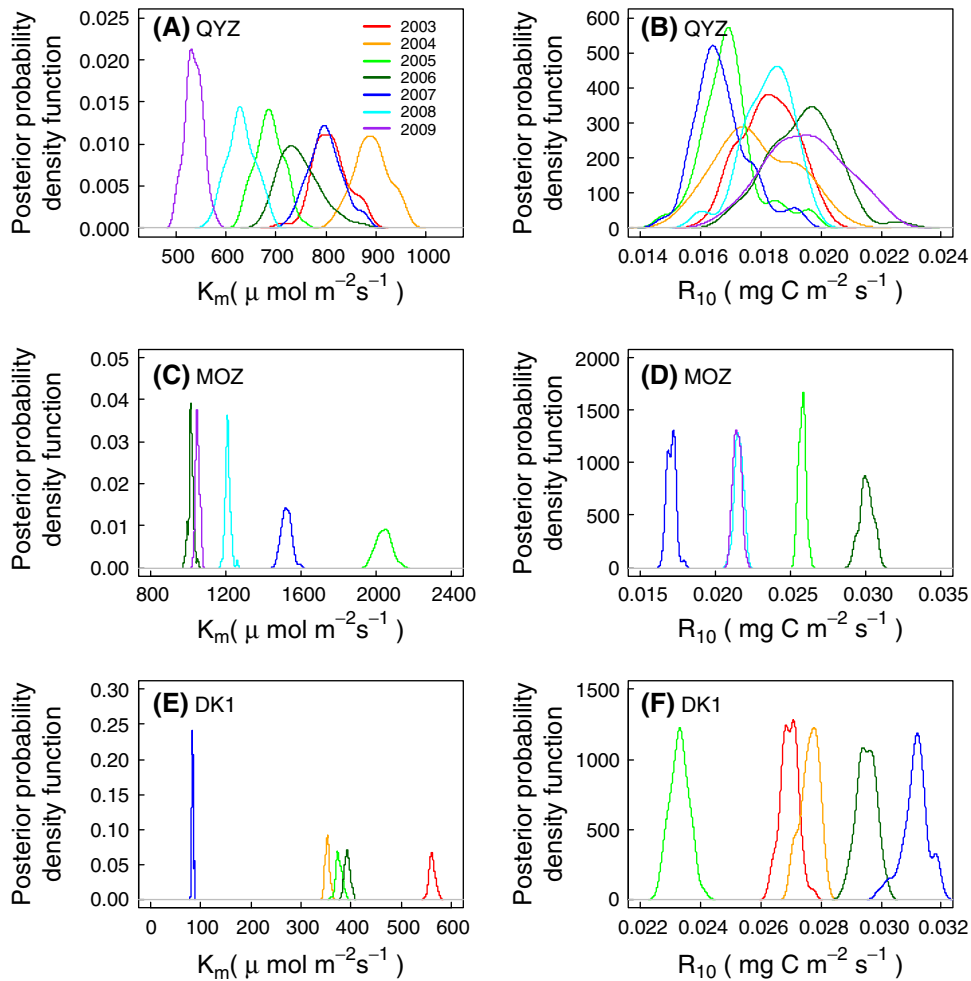 (A) QYZ
2003
2004
2005
2006
2007
2008
2009
Posterior probability
density function
0.025
0.020
0.015
0.010
0.005
0.000
500 600 700 800 900 1000
Km( μ mol m−2s−1 )
(B) QYZ
Posterior probability
density function
600
500
400
300
200
100
0
0.014 0.016 0.018 0.020 0.022 0.024
R10 ( mg C m−2 s−1 )
(C) MOZ
Posterior probability
density function
0.05
0.04
0.03
0.02
0.01
0.00
800 1200 1600 2000 2400
Km( μ mol m−2s−1 )
(D) MOZ
Posterior probability
density function
2000
1500
1000
500
0
0.015 0.020 0.025 0.030 0.035
R10 ( mg C m−2 s−1 )
(E) DK1
Posterior probability
density function
0.30
0.25
0.20
0.15
0.10
0.05
0.00
0 100 200 300 400 500 600
Km( μ mol m−2s−1 )
(F) DK1
Posterior probability
density function
1500
1000
500
0
0.022 0.024 0.026 0.028 0.030 0.032
R10 ( mg C m−2 s−1 )